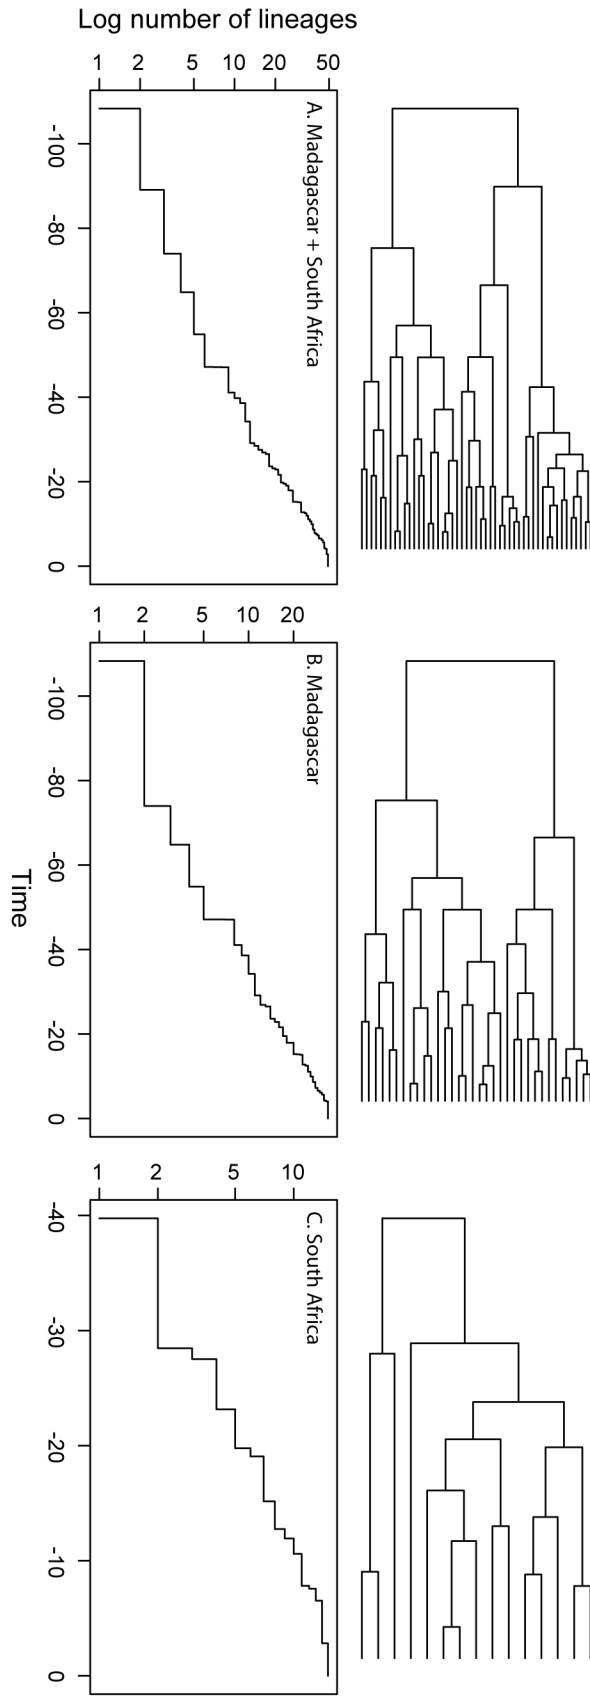 Log number of lineages
1 2 5 10 20 50
A. Madagascar + South Africa
-100 -80 -60 -40 -20 0
1 2 5 10 20
B. Madagascar
-100 -80 -60 -40 -20 0
Time
1 2 5 10
C. South Africa
-40 -30 -20 -10 0